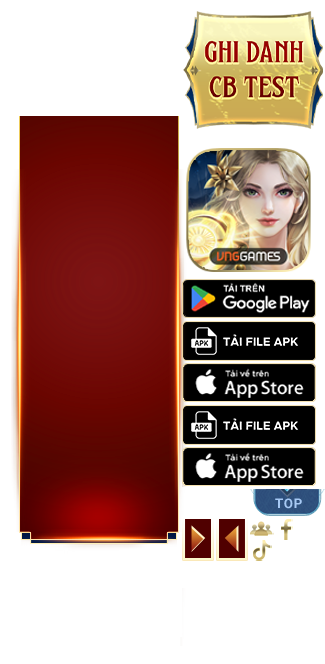 GHI DANH
CB TEST
VNGGAMES
TẢI TRÊN
Google Play
APK
TẢI FILE APK
Tải về trên
App Store
APK
TẢI FILE APK
Tải về trên
App Store
TOP